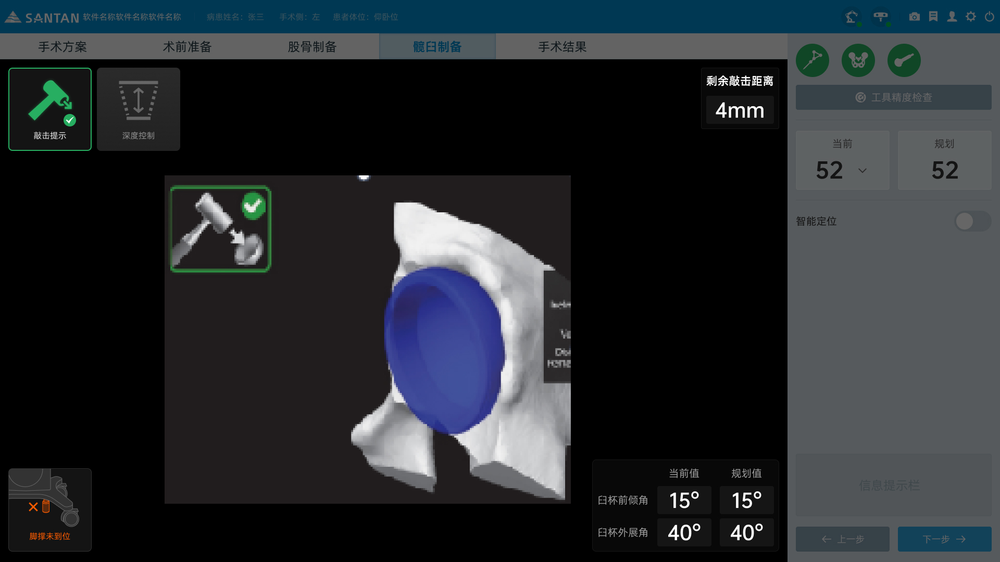 SANTAN 软件名称软件名称软件名称 病患姓名：张三 手术侧：左 患者体位：仰卧位
手术方案 术前准备 股骨制备 髋臼制备 手术结果
敲击提示 深度控制
剩余敲击距离
4mm
工具精度检查
当前 规划
52 52
智能定位
当前值 规划值
臼杯前倾角 15° 15°
臼杯外展角 40° 40°
脚撑未到位
信息提示栏
上一步 下一步